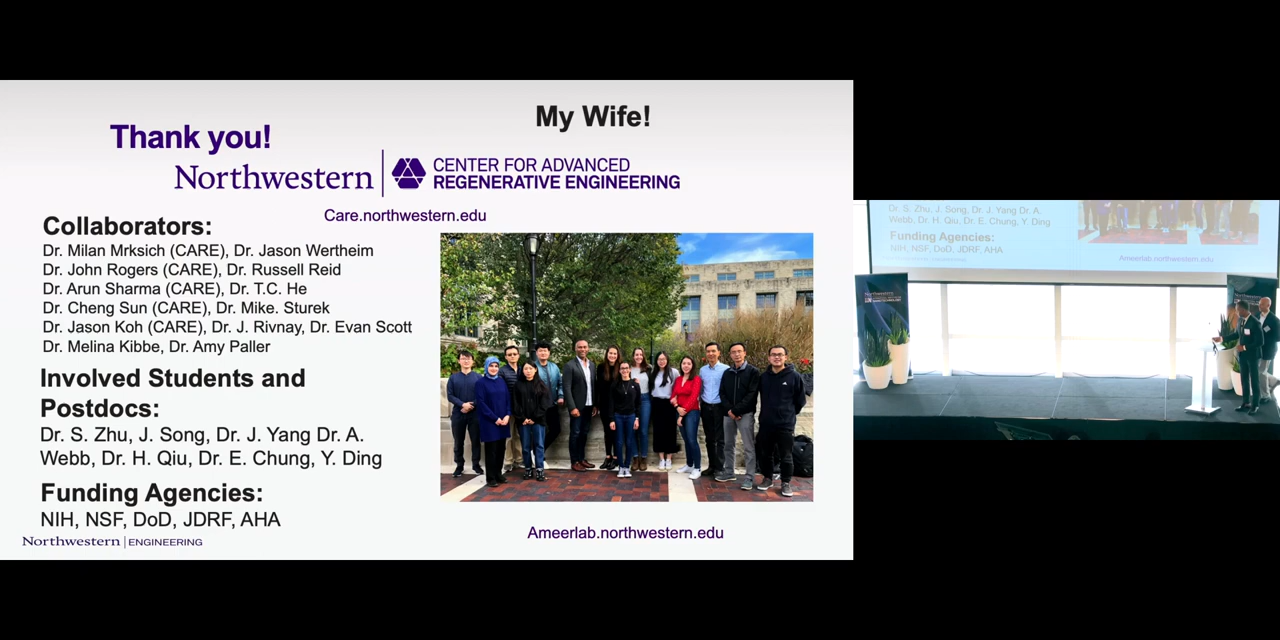 My Wife!
Thank you!
Northwestern | CENTER FOR ADVANCED
REGENERATIVE ENGINEERING
Care.northwestern.edu
Collaborators:
Dr. Milan Mrksich (CARE), Dr. Jason Wertheim
Dr. John Rogers (CARE), Dr. Russell Reid
Dr. Arun Sharma (CARE), Dr. T.C. He
Dr. Cheng Sun (CARE), Dr. Mike. Sturek
Dr. Jason Koh (CARE), Dr. J. Rivnay, Dr. Evan Scott
Dr. Melina Kibbe, Dr. Amy Paller
Involved Students and
Postdocs:
Dr. S. Zhu, J. Song, Dr. J. Yang Dr. A.
Webb, Dr. H. Qiu, Dr. E. Chung, Y. Ding
Funding Agencies:
NIH, NSF, DoD, JDRF, AHA
Northwestern | ENGINEERING
Ameerlab.northwestern.edu
Dr. S. Zhu, J. Song, Dr. J. Yang Dr. A.
Webb, Dr. H. Qiu, Dr. E. Chung, Y. Ding
Funding Agencies:
NIH, NSF, DoD, JDRF, AHA
Ameerlab.northwestern.edu